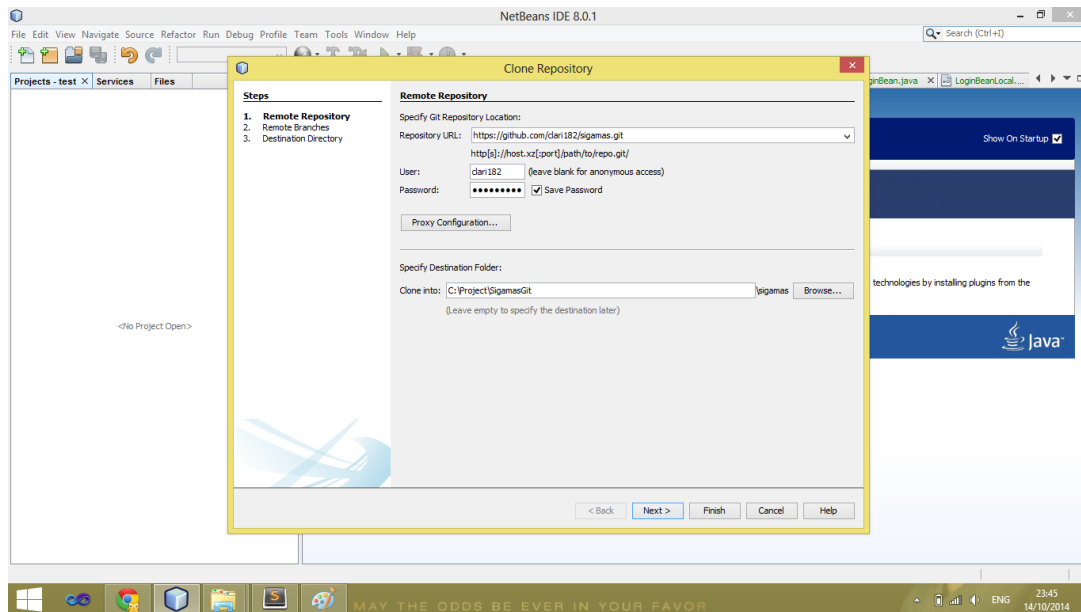 NetBeans IDE 8.0.1
File Edit View Navigate Source Refactor Run Debug Profile Team Tools Window Help
Search (Ctrl+I)
Projects - test Services Files
ginBean.java LoginBeanLocal....
Clone Repository
Steps
1. Remote Repository
2. Remote Branches
3. Destination Directory
Remote Repository
Specify Git Repository Location:
Repository URL: https://github.com/clari182/sigamas.git
http[s]://host.xz[:port]/path/to/repo.git/
User: clari182 (leave blank for anonymous access)
Password: ●●●●●●●●● Save Password
Proxy Configuration...
Specify Destination Folder:
Clone into: C:\Project\SigamasGit \sigamas Browse...
(Leave empty to specify the destination later)
< Back Next > Finish Cancel Help
<No Project Open>
Show On Startup
technologies by installing plugins from the
Java
MAY THE ODDS BE EVER IN YOUR FAVOR
ENG
23:45
14/10/2014